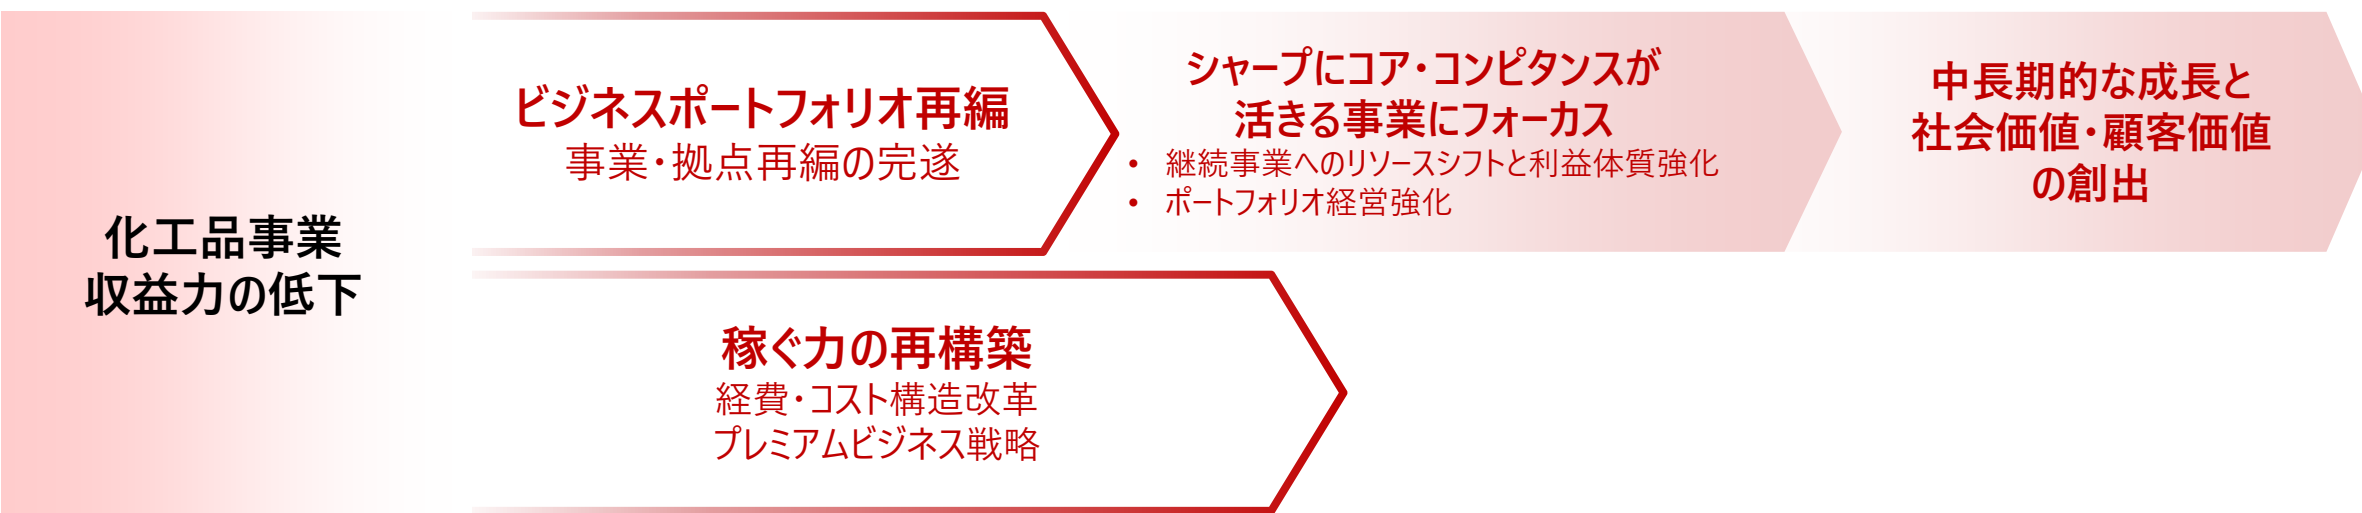 化工品事業
収益力の低下
ビジネスポートフォリオ再編
事業・拠点再編の完遂
シャープにコア・コンピタンスが
活きる事業にフォーカス
• 継続事業へのリソースシフトと利益体質強化
• ポートフォリオ経営強化
中長期的な成長と
社会価値・顧客価値
の創出
稼ぐ力の再構築
経費・コスト構造改革
プレミアムビジネス戦略